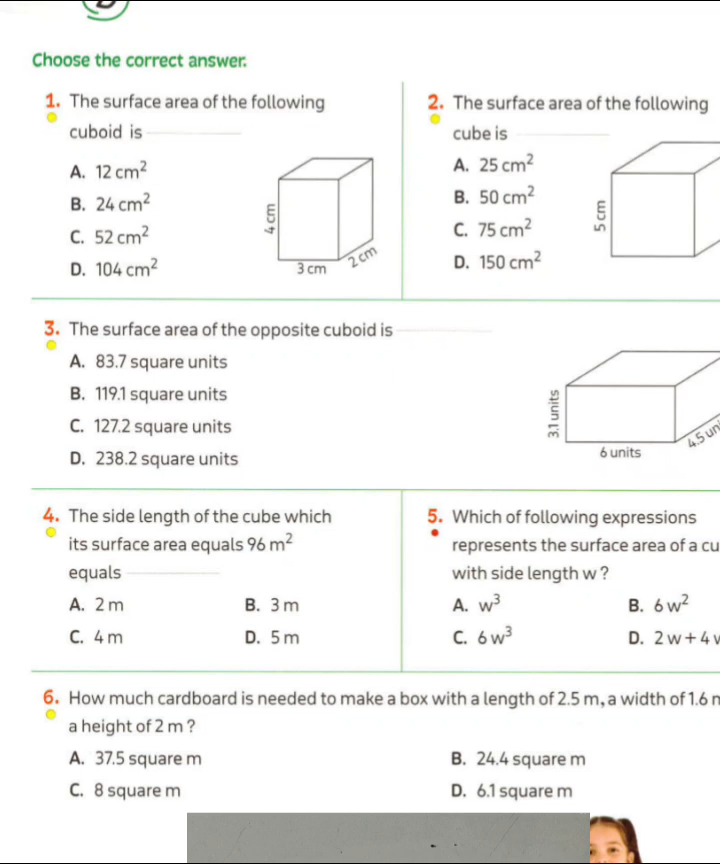 Choose the correct answer.
1. The surface area of the following
cuboid is
A. 12 cm²
B. 24 cm²
C. 52 cm²
D. 104 cm²
4 cm
3 cm
2 cm
2. The surface area of the following
cube is
A. 25 cm²
B. 50 cm²
C. 75 cm²
D. 150 cm²
5 cm
3. The surface area of the opposite cuboid is
A. 83.7 square units
B. 119.1 square units
C. 127.2 square units
D. 238.2 square units
3.1 units
6 units
4.5 un
4. The side length of the cube which
its surface area equals 96 m²
equals
A. 2 m B. 3 m
C. 4 m D. 5 m
5. Which of following expressions
represents the surface area of a cu
with side length w?
A. w³ B. 6w²
C. 6w³ D. 2w+4
6. How much cardboard is needed to make a box with a length of 2.5 m, a width of 1.6
a height of 2 m?
A. 37.5 square m B. 24.4 square m
C. 8 square m D. 6.1 square m